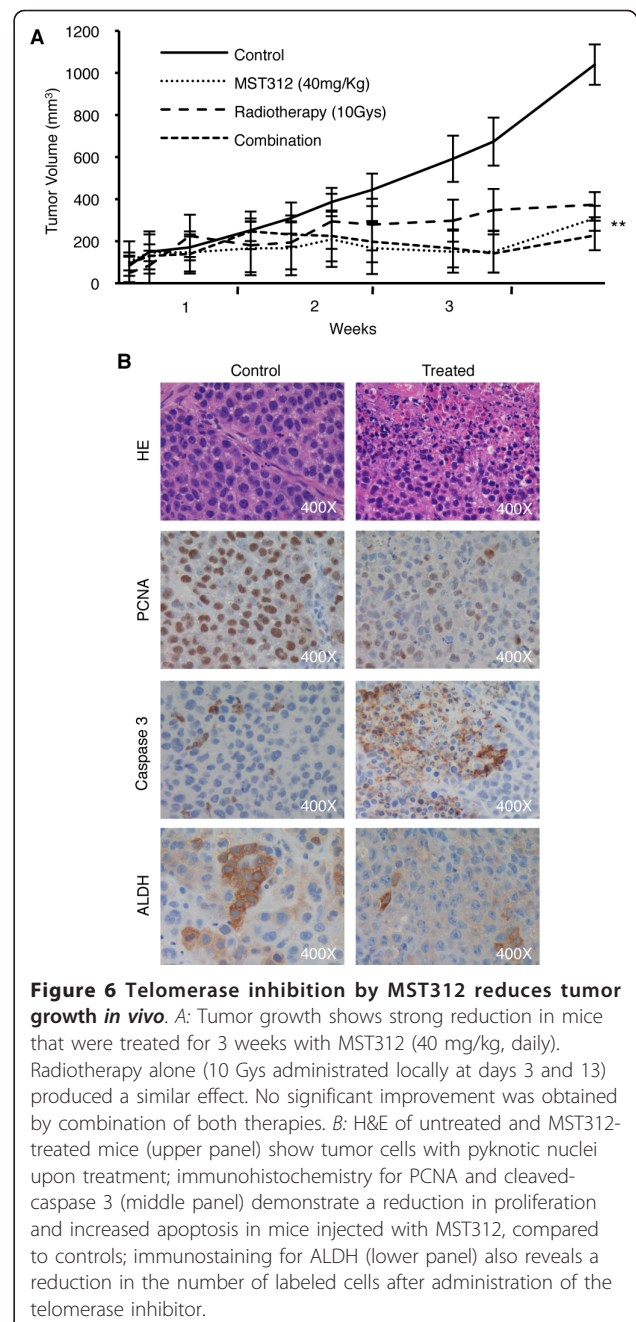 A
1200
1000
800
600
400
200
0
Tumor Volume (mm³)
Control
MST312 (40mg/Kg)
Radiotherapy (10Gys)
Combination
**
1 2 3
Weeks
B
Control Treated
HE
400X 400X
PCNA
400X 400X
Caspase 3
400X 400X
ALDH
400X 400X
Figure 6 Telomerase inhibition by MST312 reduces tumor
growth in vivo. A: Tumor growth shows strong reduction in mice
that were treated for 3 weeks with MST312 (40 mg/kg, daily).
Radiotherapy alone (10 Gys administrated locally at days 3 and 13)
produced a similar effect. No significant improvement was obtained
by combination of both therapies. B: H&E of untreated and MST312-
treated mice (upper panel) show tumor cells with pyknotic nuclei
upon treatment; immunohistochemistry for PCNA and cleaved-
caspase 3 (middle panel) demonstrate a reduction in proliferation
and increased apoptosis in mice injected with MST312, compared
to controls; immunostaining for ALDH (lower panel) also reveals a
reduction in the number of labeled cells after administration of the
telomerase inhibitor.